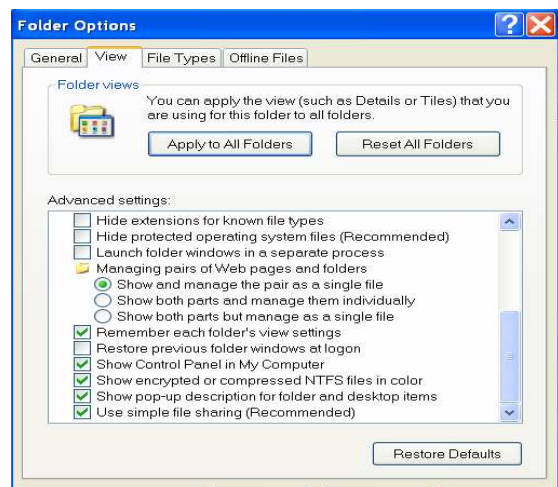 Folder Options
General View File Types Offline Files
Folder views
You can apply the view (such as Details or Tiles) that you
are using for this folder to all folders.
Apply to All Folders Reset All Folders
Advanced settings:
Hide extensions for known file types
Hide protected operating system files (Recommended)
Launch folder windows in a separate process
Managing pairs of Web pages and folders
Show and manage the pair as a single file
Show both parts and manage them individually
Show both parts but manage as a single file
Remember each folder's view settings
Restore previous folder windows at logon
Show Control Panel in My Computer
Show encrypted or compressed NTFS files in color
Show pop-up description for folder and desktop items
Use simple file sharing (Recommended)
Restore Defaults